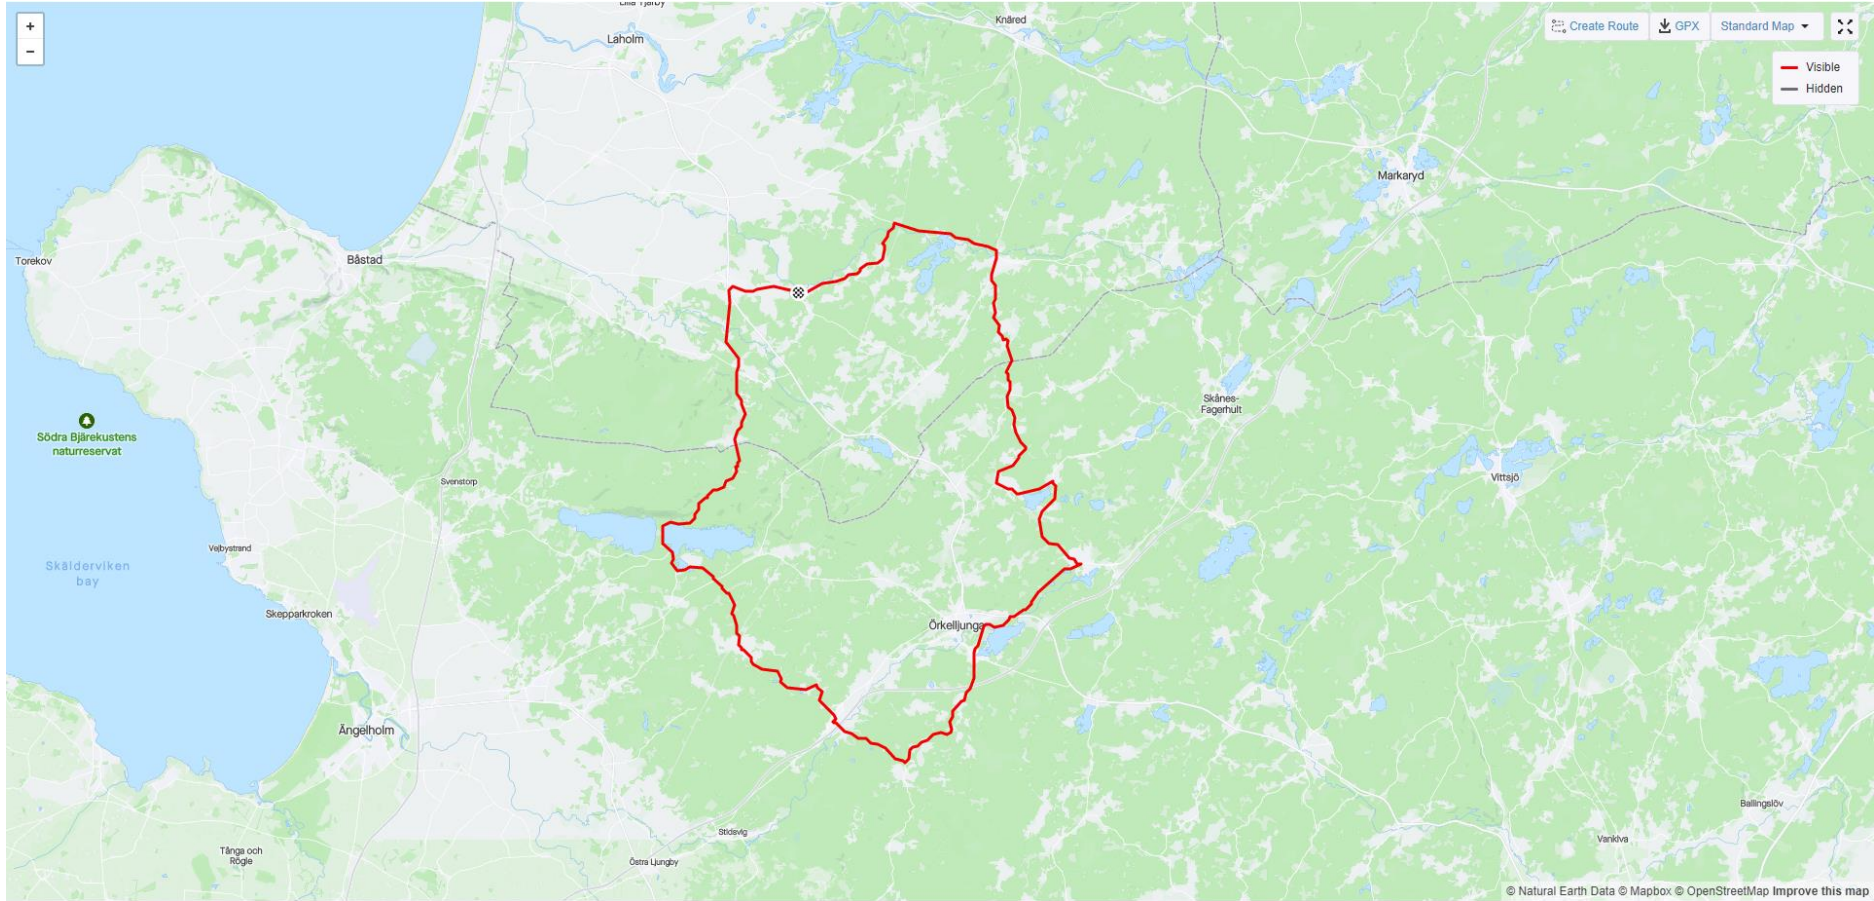 +
−
Lilla Tjärby
Knäred
Laholm
Create Route
GPX
Standard Map
Visible
Hidden
Markaryd
Torekov
Båstad
Skånes-
Fagerhult
Södra Bjärekustens
naturreservat
Svenstorp
Vittsjö
Vejbystrand
Skälderviken
bay
Skepparkroken
Örkelljunga
Ängelholm
Ballingslöv
Stidsvig
Vankiva
Tånga och
Rögle
Östra Ljungby
© Natural Earth Data © Mapbox © OpenStreetMap Improve this map